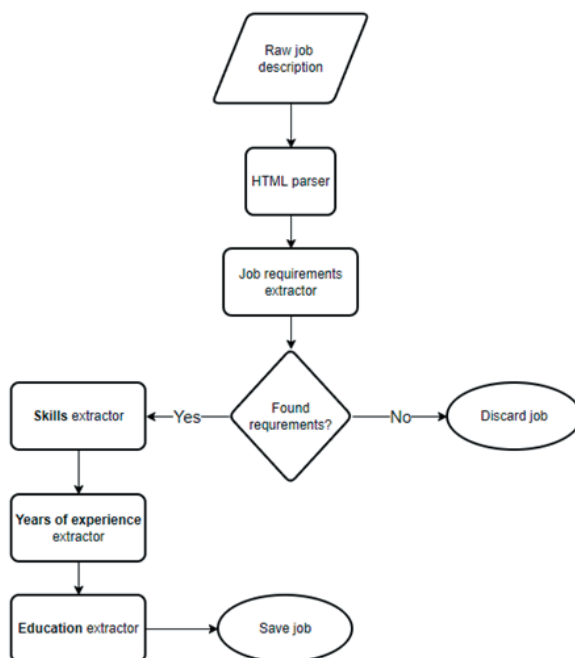 Raw job
description
HTML parser
Job requirements
extractor
Found
requrements?
Yes
No
Skills extractor
Discard job
Years of experience
extractor
Education extractor
Save job